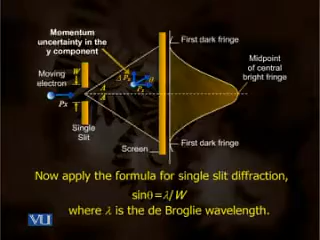 Momentum
uncertainty in the
y component
First dark fringe
Midpoint
of central
bright fringe
Moving
electron
W
Δ Py
θ
Px
A
A
Px
Single
Slit
Screen
First dark fringe
Now apply the formula for single slit diffraction,
sinθ=λ/W
where λ is the de Broglie wavelength.
VU